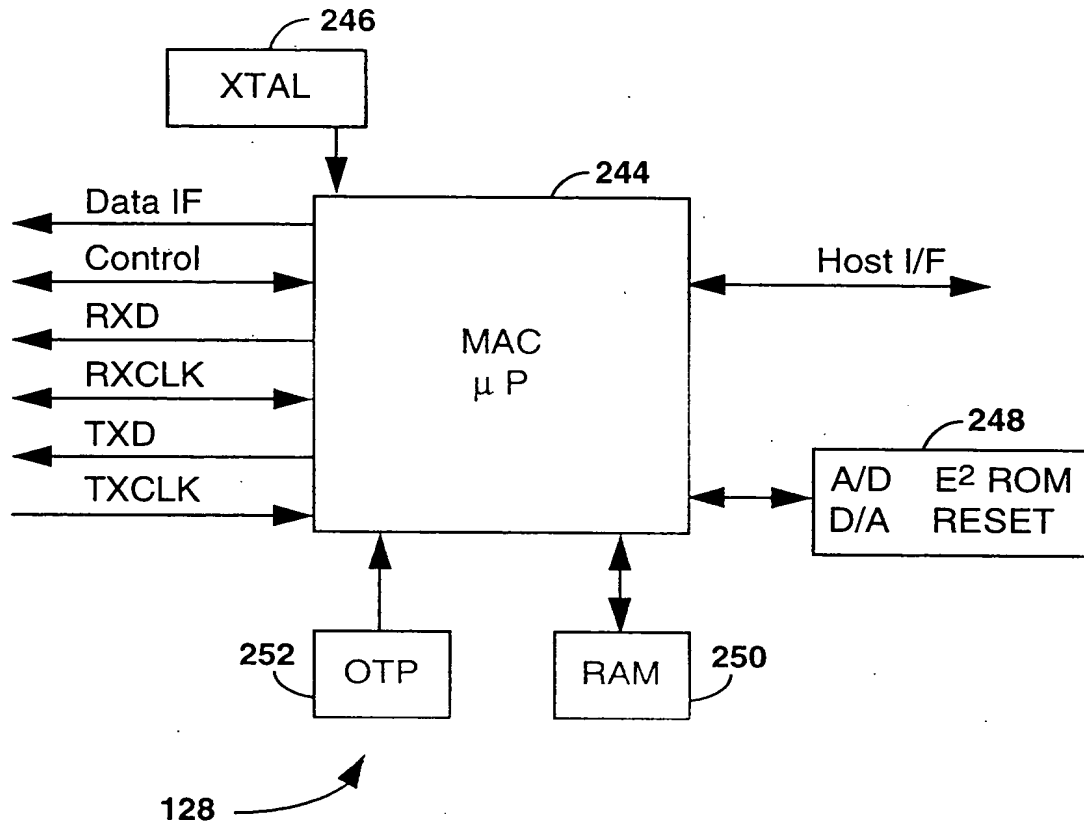 246
XTAL
244
Data IF
Control
RXD
RXCLK
TXD
TXCLK
MAC
μ P
Host I/F
248
A/D E² ROM
D/A RESET
252
OTP
RAM
250
128